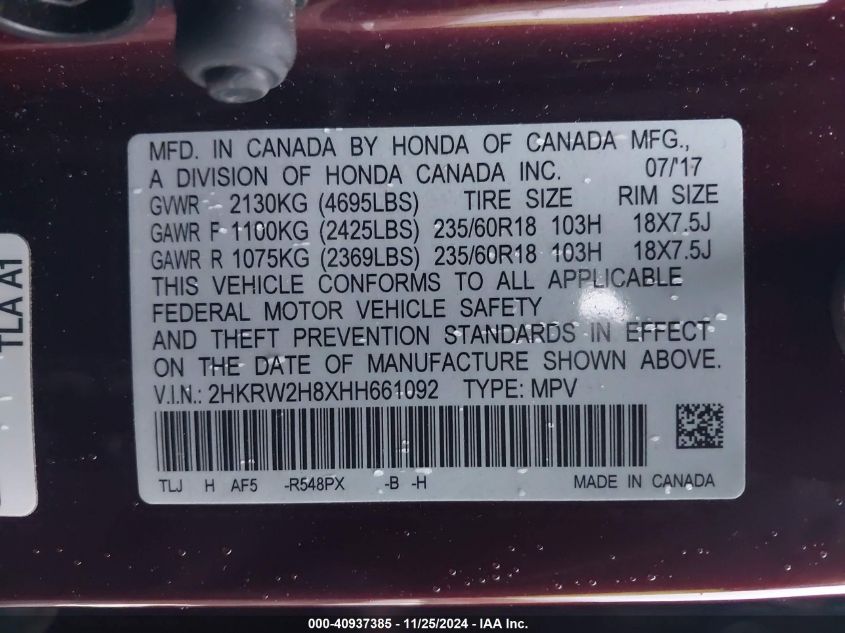 MFD. IN CANADA BY HONDA OF CANADA MFG.,
A DIVISION OF HONDA CANADA INC. 07/'17
GVWR 2130KG (4695LBS) TIRE SIZE RIM SIZE
GAWR F 1100KG (2425LBS) 235/60R18 103H 18X7.5J
GAWR R 1075KG (2369LBS) 235/60R18 103H 18X7.5J
THIS VEHICLE CONFORMS TO ALL APPLICABLE
FEDERAL MOTOR VEHICLE SAFETY
AND THEFT PREVENTION STANDARDS IN EFFECT
ON THE DATE OF MANUFACTURE SHOWN ABOVE.
V.I.N.: 2HKRW2H8XHH661092 TYPE: MPV
TLJ H AF5 -R548PX -B -H MADE IN CANADA
TLA A1
000-40937385 - 11/25/2024 - IAA Inc.